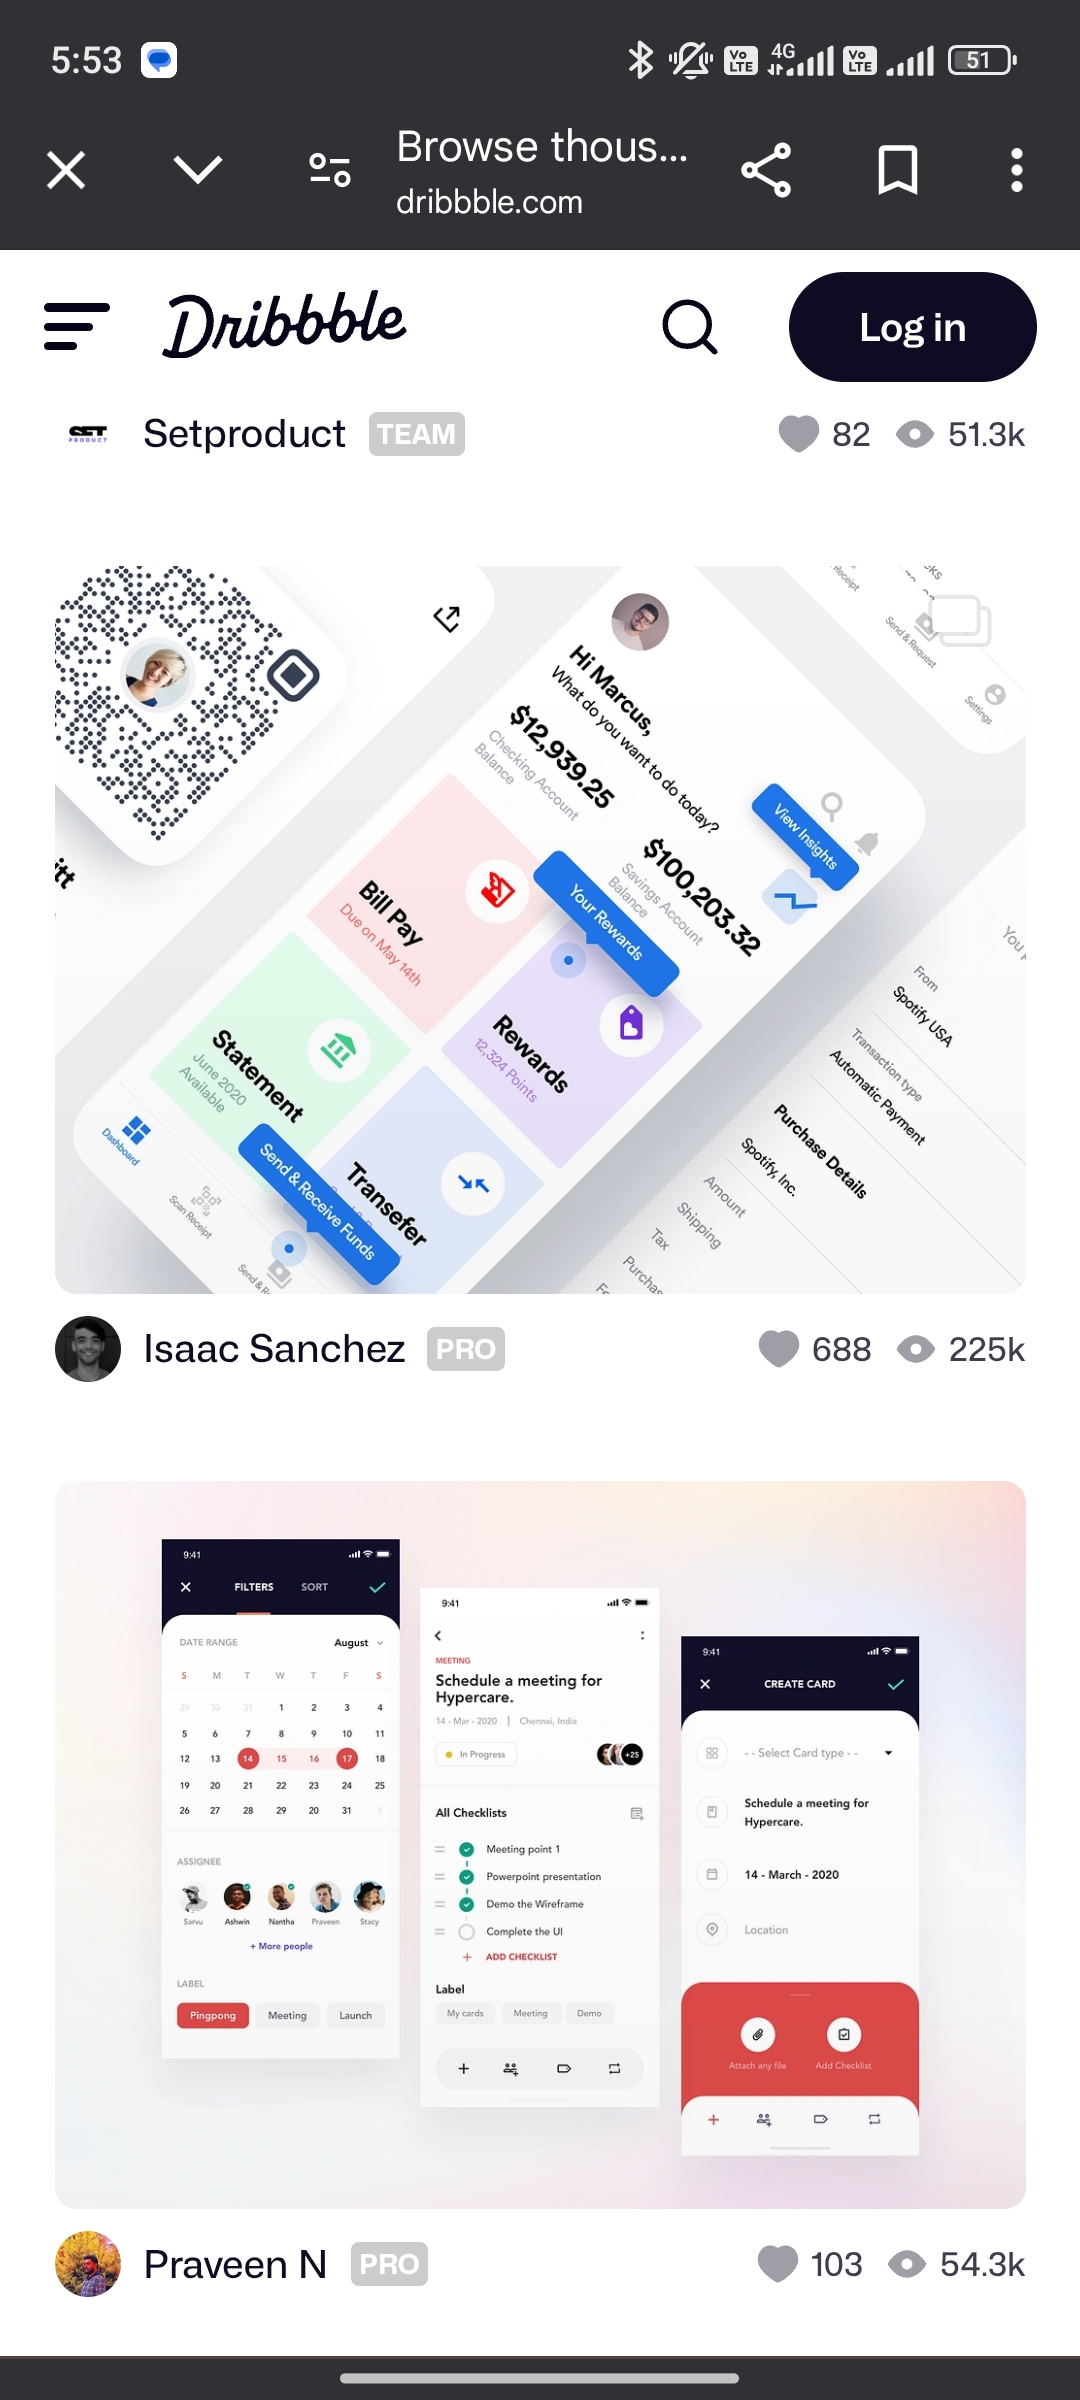 5:53
4G
Vo LTE
Vo LTE
51
Browse thous...
dribbble.com
Dribbble
Log in
SET
PRODUCT
Setproduct TEAM
82 51.3k
Hi Marcus,
What do you want to do today?
$12,939.25
Checking Account
Balance
$100,203.32
Savings Account
Balance
View Insights
Your Rewards
Bill Pay
Due on May 14th
Rewards
12,324 Points
Statement
June 2020
Available
Transefer
Send & Receive Funds
Dashboard
Scan Receipt
Send & R
Receipt
Send & Request
Settings
itt
You
From
Spotify USA
Transaction type
Automatic Payment
Purchase Details
Spotify, Inc.
Amount
Shipping
Tax
Purchas
Isaac Sanchez PRO
688 225k
9:41
FILTERS SORT
DATE RANGE August
S M T W T F S
29 30 31 1 2 3 4
5 6 7 8 9 10 11
12 13 14 15 16 17 18
19 20 21 22 23 24 25
26 27 28 29 20 31 1
ASSIGNEE
Sarvu Ashwin Nantha Praveen Stacy
+ More people
LABEL
Pingpong Meeting Launch
9:41
MEETING
Schedule a meeting for
Hypercare.
14 - Mar - 2020 | Chennai, India
In Progress
+25
All Checklists
Meeting point 1
Powerpoint presentation
Demo the Wireframe
Complete the UI
+ ADD CHECKLIST
Label
My cards Meeting Demo
9:41
CREATE CARD
- - Select Card type - -
Schedule a meeting for
Hypercare.
14 - March - 2020
Location
Attach any file Add Checklist
Praveen N PRO
103 54.3k